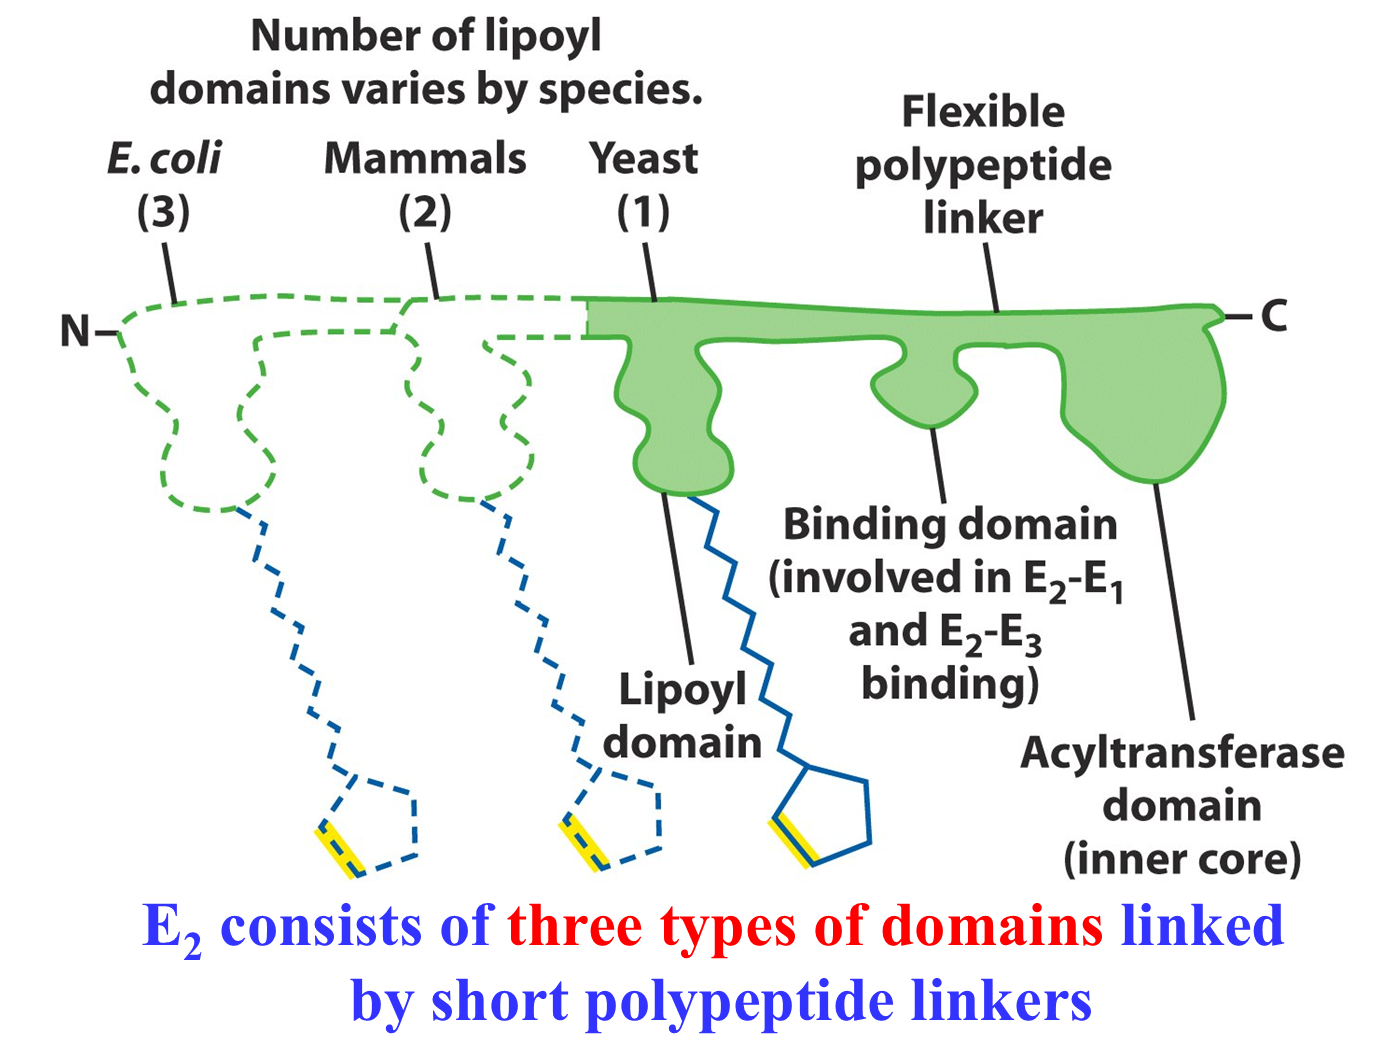 Number of lipoyl
domains varies by species.
E. coli
(3)
Mammals
(2)
Yeast
(1)
Flexible
polypeptide
linker
N
C
Binding domain
(involved in E₂-E₁
and E₂-E₃
binding)
Lipoyl
domain
Acyltransferase
domain
(inner core)
E₂ consists of three types of domains linked
by short polypeptide linkers